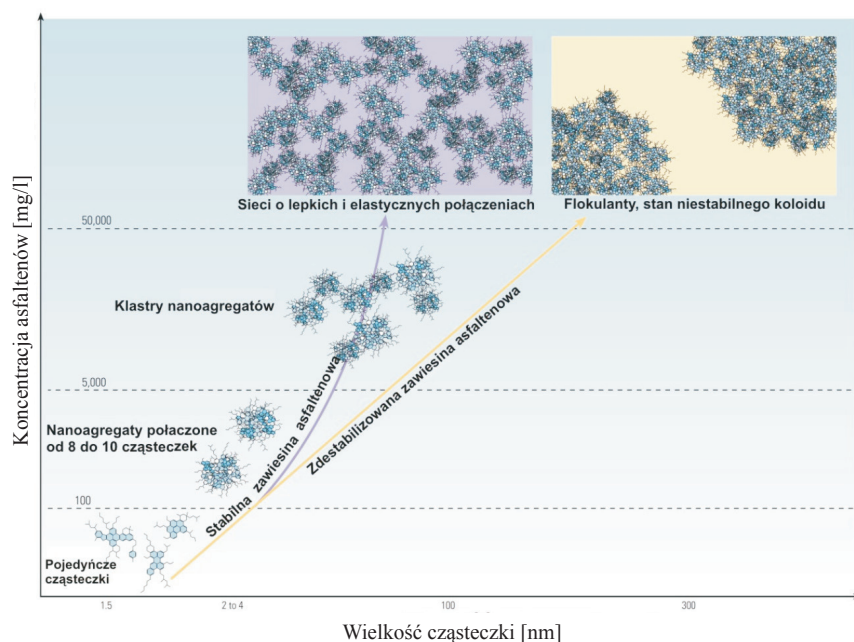 Sieci o lepkich i elastycznych połączeniach
Flokulanty, stan niestabilnego koloidu
50,000
Klastry nanoagregatów
Koncentracja asfaltenów [mg/l]
Stabilna zawiesina asfaltenowa
Zdestabilizowana zawiesina asfaltenowa
5,000
Nanoagregaty połaczone
od 8 do 10 cząsteczek
100
Pojedyńcze
cząsteczki
1.5
2 to 4
100
300
Wielkość cząsteczki [nm]